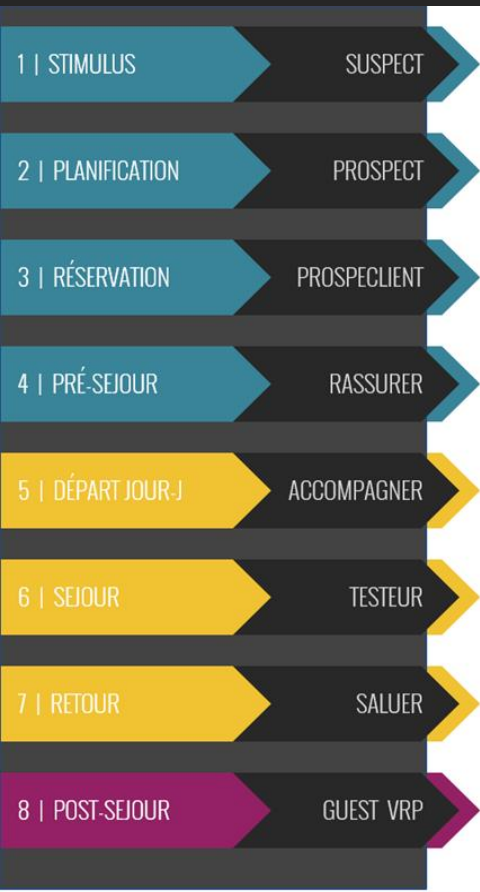 1 | STIMULUS SUSPECT
2 | PLANIFICATION PROSPECT
3 | RÉSERVATION PROSPECLIENT
4 | PRÉ-SEJOUR RASSURER
5 | DÉPART JOUR-J ACCOMPAGNER
6 | SEJOUR TESTEUR
7 | RETOUR SALUER
8 | POST-SEJOUR GUEST VRP